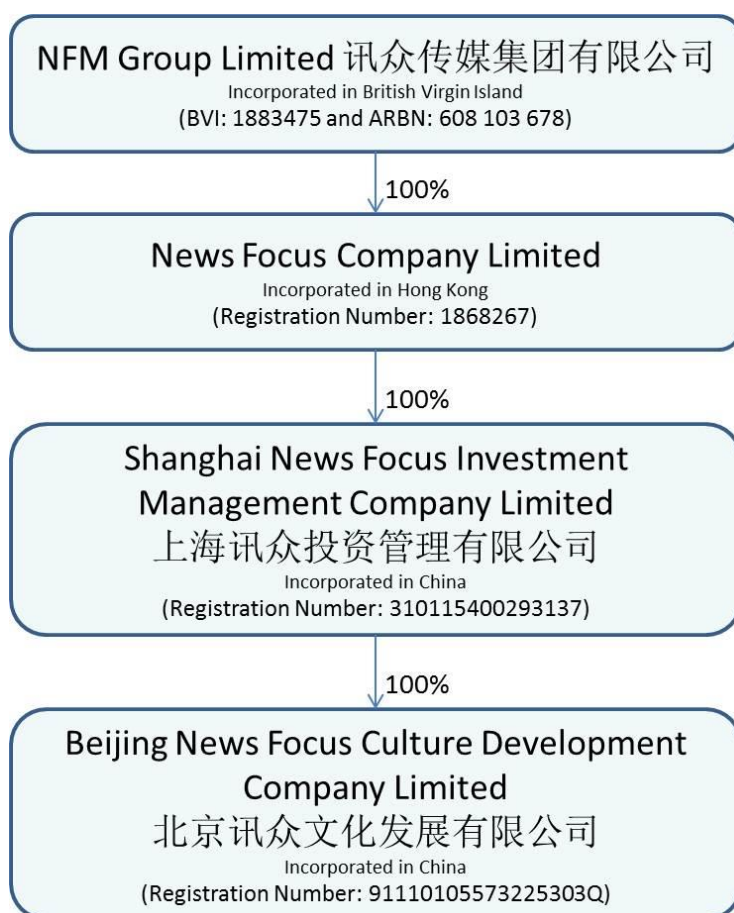 NFM Group Limited 讯众传媒集团有限公司
Incorporated in British Virgin Island
(BVI: 1883475 and ARBN: 608 103 678)
100%
News Focus Company Limited
Incorporated in Hong Kong
(Registration Number: 1868267)
100%
Shanghai News Focus Investment
Management Company Limited
上海讯众投资管理有限公司
Incorporated in China
(Registration Number: 310115400293137)
100%
Beijing News Focus Culture Development
Company Limited
北京讯众文化发展有限公司
Incorporated in China
(Registration Number: 91110105573225303Q)